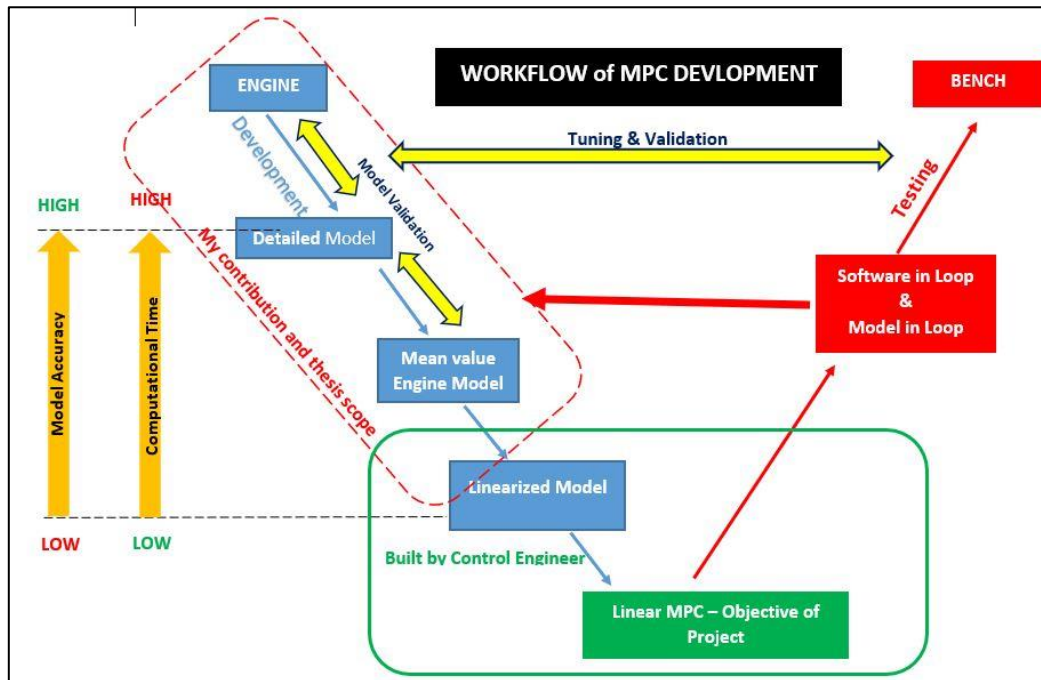 WORKFLOW of MPC DEVLOPMENT
ENGINE
BENCH
Development
Model Validation
Tuning & Validation
Testing
HIGH
HIGH
Detailed Model
My contribution and thesis scope
Software in Loop
&
Model in Loop
Model Accuracy
Computational Time
Mean value
Engine Model
Linearized Model
LOW
LOW
Built by Control Engineer
Linear MPC – Objective of
Project